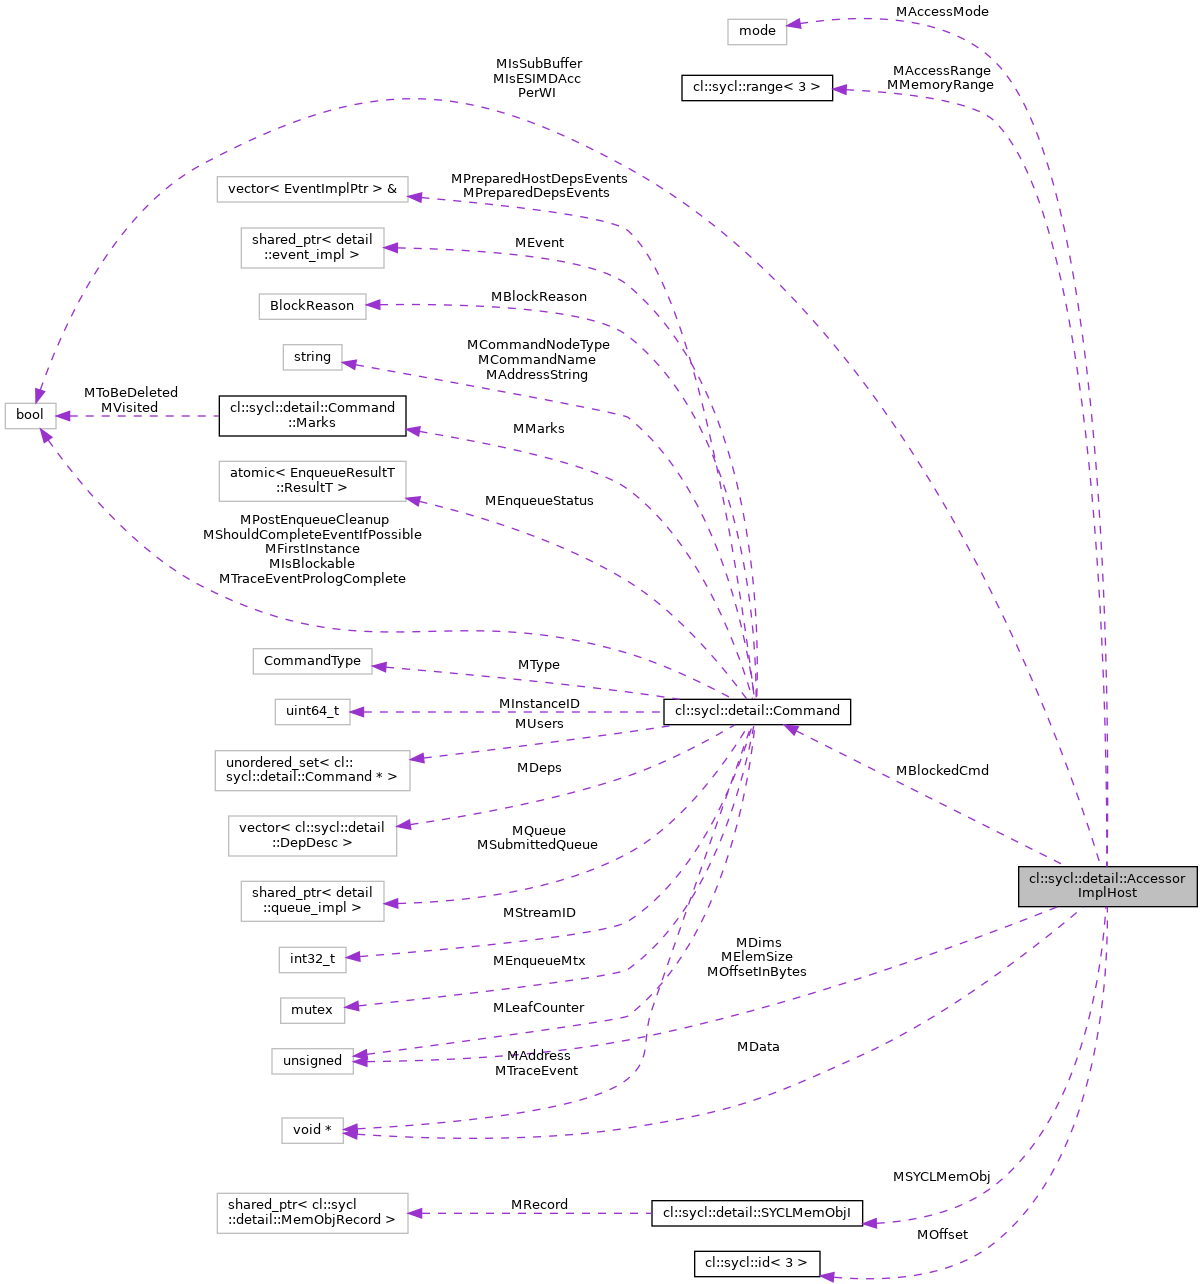 MAccessMode
mode
MAccessRange
MMemoryRange
cl::sycl::range< 3 >
MIsSubBuffer
MIsESIMDAcc
PerWI
vector< EventImplPtr > &
MPreparedHostDepsEvents
MPreparedDepsEvents
shared_ptr< detail
::event_impl >
MEvent
BlockReason
MBlockReason
string
MCommandNodeType
MCommandName
MAddressString
bool
MToBeDeleted
MVisited
cl::sycl::detail::Command
::Marks
MMarks
atomic< EnqueueResultT
::ResultT >
MEnqueueStatus
MPostEnqueueCleanup
MShouldCompleteEventIfPossible
MFirstInstance
MIsBlockable
MTraceEventPrologComplete
CommandType
MType
uint64_t
MInstanceID
cl::sycl::detail::Command
MUsers
unordered_set< cl::
sycl::detail::Command * >
MDeps
MBlockedCmd
vector< cl::sycl::detail
::DepDesc >
MQueue
MSubmittedQueue
shared_ptr< detail
::queue_impl >
cl::sycl::detail::Accessor
ImplHost
MStreamID
int32_t
MDims
MElemSize
MOffsetInBytes
MEnqueueMtx
mutex
MLeafCounter
unsigned
MAddress
MTraceEvent
MData
void *
MSYCLMemObj
shared_ptr< cl::sycl
::detail::MemObjRecord >
MRecord
cl::sycl::detail::SYCLMemObjI
MOffset
cl::sycl::id< 3 >